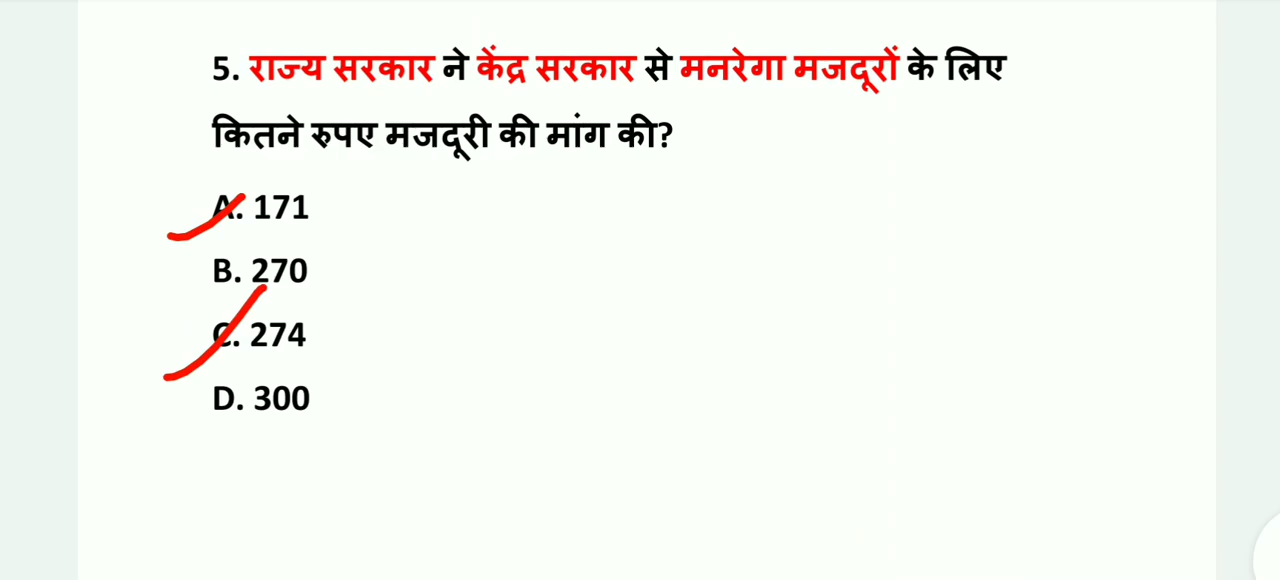 5. राज्य सरकार ने केंद्र सरकार से मनरेगा मजदूरों के लिए
कितने रुपए मजदूरी की मांग की?
A. 171
B. 270
C. 274
D. 300